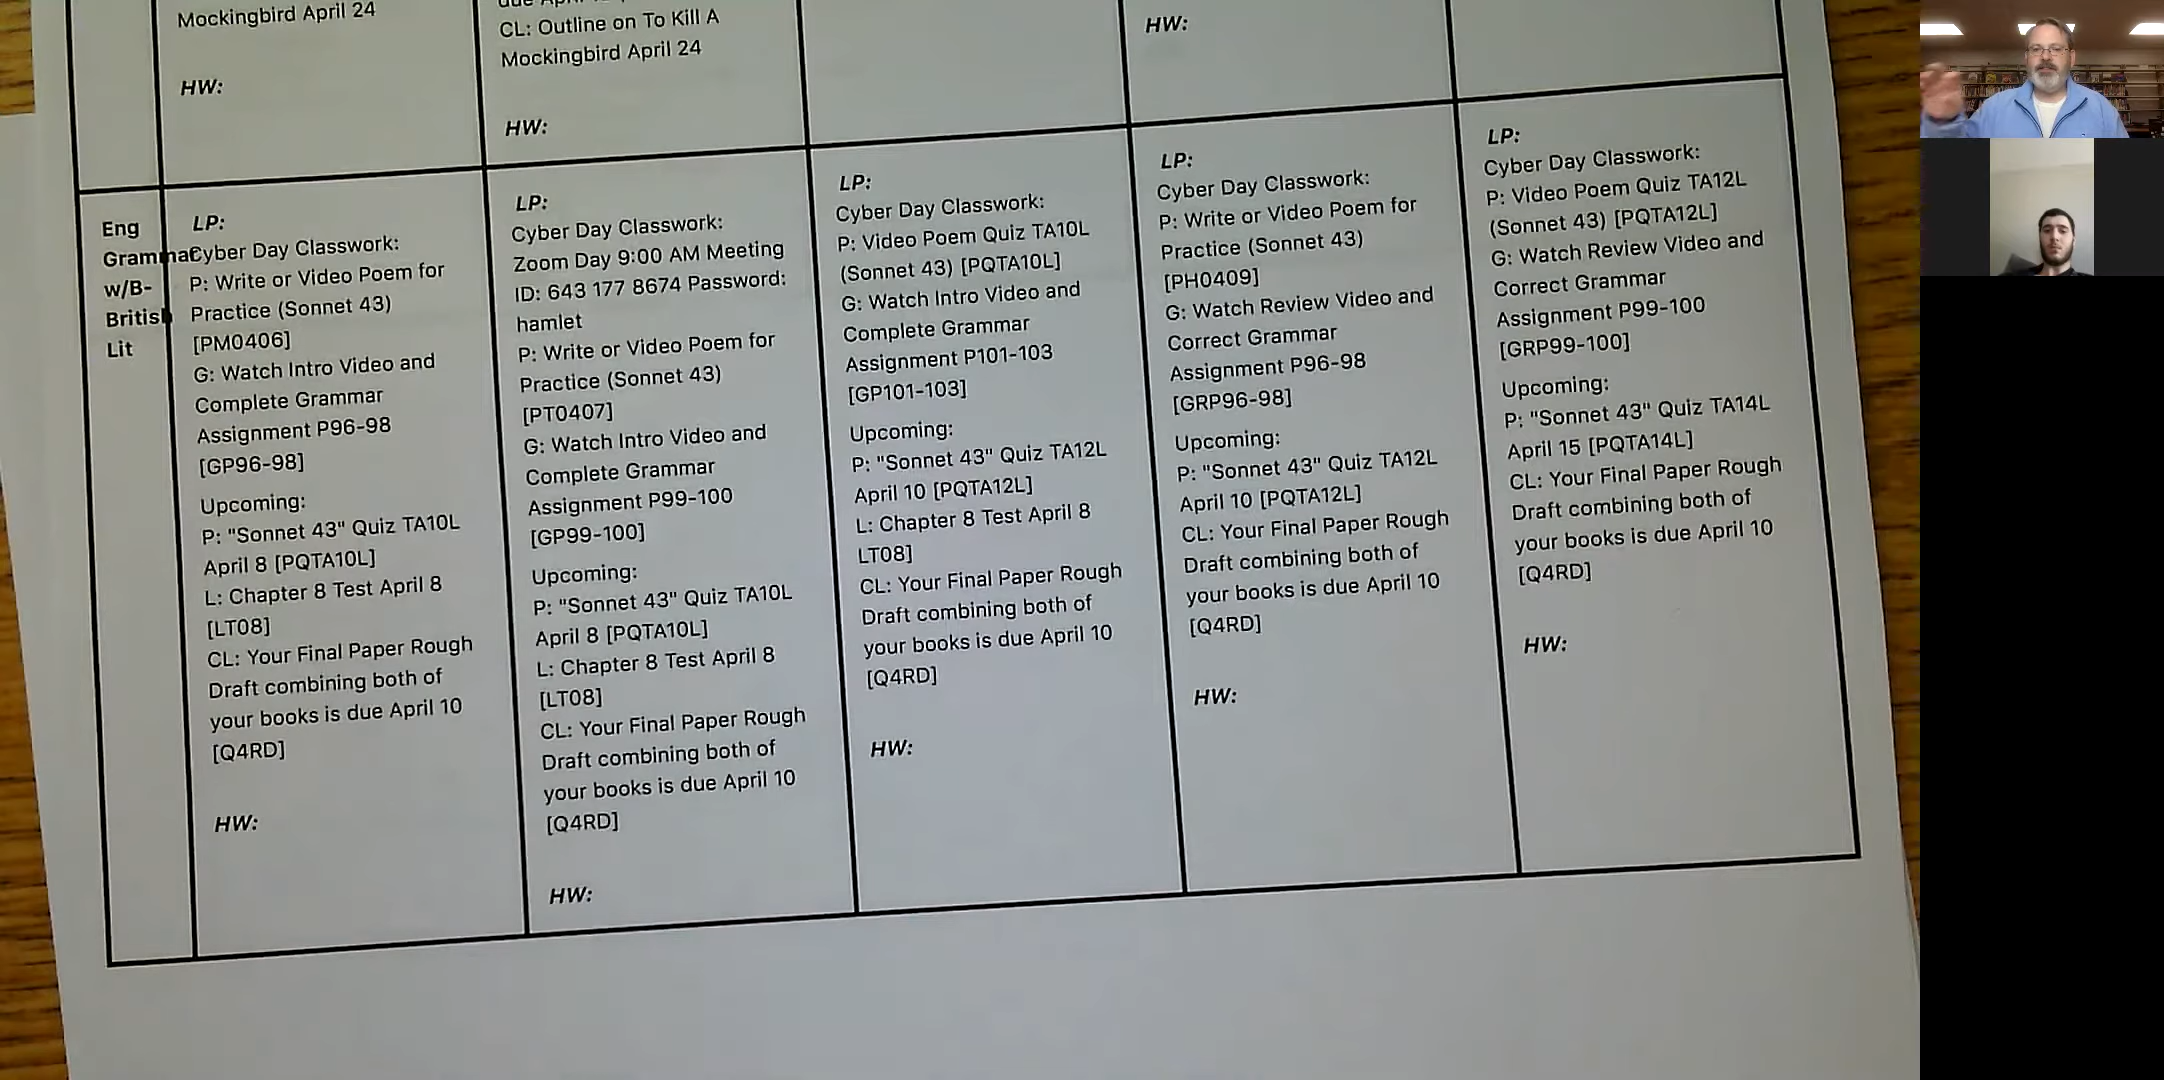 Mockingbird April 24
HW:
CL: Outline on To Kill A
Mockingbird April 24
HW:
HW:
Eng
Grammar
w/B-
British
Lit
LP:
Cyber Day Classwork:
P: Write or Video Poem for
Practice (Sonnet 43)
[PM0406]
G: Watch Intro Video and
Complete Grammar
Assignment P96-98
[GP96-98]
Upcoming:
P: "Sonnet 43" Quiz TA10L
April 8 [PQTA10L]
L: Chapter 8 Test April 8
[LT08]
CL: Your Final Paper Rough
Draft combining both of
your books is due April 10
[Q4RD]
HW:
LP:
Cyber Day Classwork:
Zoom Day 9:00 AM Meeting
ID: 643 177 8674 Password:
hamlet
P: Write or Video Poem for
Practice (Sonnet 43)
[PT0407]
G: Watch Intro Video and
Complete Grammar
Assignment P99-100
[GP99-100]
Upcoming:
P: "Sonnet 43" Quiz TA10L
April 8 [PQTA10L]
L: Chapter 8 Test April 8
[LT08]
CL: Your Final Paper Rough
Draft combining both of
your books is due April 10
[Q4RD]
HW:
LP:
Cyber Day Classwork:
P: Video Poem Quiz TA10L
(Sonnet 43) [PQTA10L]
G: Watch Intro Video and
Complete Grammar
Assignment P101-103
[GP101-103]
Upcoming:
P: "Sonnet 43" Quiz TA12L
April 10 [PQTA12L]
L: Chapter 8 Test April 8
LT08]
CL: Your Final Paper Rough
Draft combining both of
your books is due April 10
[Q4RD]
HW:
LP:
Cyber Day Classwork:
P: Write or Video Poem for
Practice (Sonnet 43)
[PH0409]
G: Watch Review Video and
Correct Grammar
Assignment P96-98
[GRP96-98]
Upcoming:
P: "Sonnet 43" Quiz TA12L
April 10 [PQTA12L]
CL: Your Final Paper Rough
Draft combining both of
your books is due April 10
[Q4RD]
HW:
LP:
Cyber Day Classwork:
P: Video Poem Quiz TA12L
(Sonnet 43) [PQTA12L]
G: Watch Review Video and
Correct Grammar
Assignment P99-100
[GRP99-100]
Upcoming:
P: "Sonnet 43" Quiz TA14L
April 15 [PQTA14L]
CL: Your Final Paper Rough
Draft combining both of
your books is due April 10
[Q4RD]
HW: